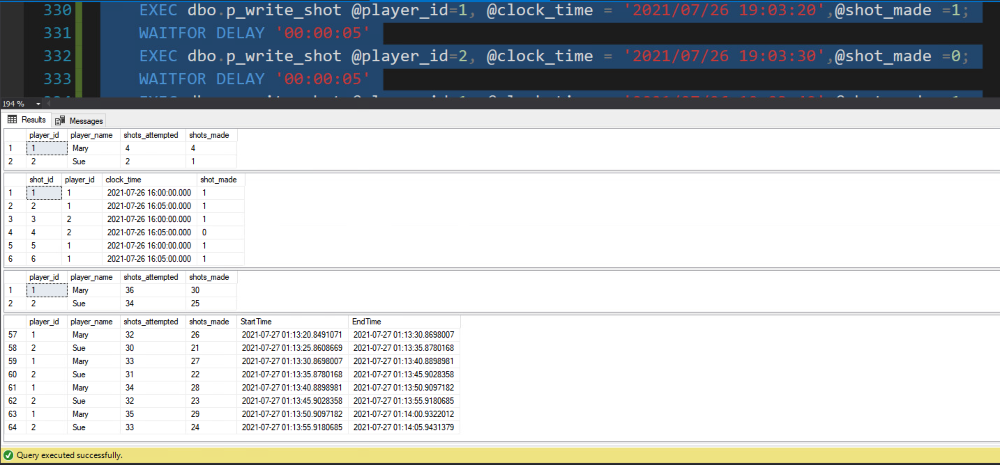 330 EXEC dbo.p_write_shot @player_id=1, @clock_time = '2021/07/26 19:03:20',@shot_made =1;
331 WAITFOR DELAY '00:00:05'
332 EXEC dbo.p_write_shot @player_id=2, @clock_time = '2021/07/26 19:03:30',@shot_made =0;
333 WAITFOR DELAY '00:00:05'
194 %
Results Messages
player_id player_name shots_attempted shots_made
1 1 Mary 4 4
2 2 Sue 2 1
shot_id player_id clock_time shot_made
1 1 1 2021-07-26 16:00:00.000 1
2 2 1 2021-07-26 16:05:00.000 1
3 3 2 2021-07-26 16:00:00.000 1
4 4 2 2021-07-26 16:05:00.000 0
5 5 1 2021-07-26 16:00:00.000 1
6 6 1 2021-07-26 16:05:00.000 1
player_id player_name shots_attempted shots_made
1 1 Mary 36 30
2 2 Sue 34 25
player_id player_name shots_attempted shots_made StartTime EndTime
57 1 Mary 32 26 2021-07-27 01:13:20.8491071 2021-07-27 01:13:30.8698007
58 2 Sue 30 21 2021-07-27 01:13:25.8608669 2021-07-27 01:13:35.8780168
59 1 Mary 33 27 2021-07-27 01:13:30.8698007 2021-07-27 01:13:40.8898981
60 2 Sue 31 22 2021-07-27 01:13:35.8780168 2021-07-27 01:13:45.9028358
61 1 Mary 34 28 2021-07-27 01:13:40.8898981 2021-07-27 01:13:50.9097182
62 2 Sue 32 23 2021-07-27 01:13:45.9028358 2021-07-27 01:13:55.9180685
63 1 Mary 35 29 2021-07-27 01:13:50.9097182 2021-07-27 01:14:00.9322012
64 2 Sue 33 24 2021-07-27 01:13:55.9180685 2021-07-27 01:14:05.9431379
Query executed successfully.